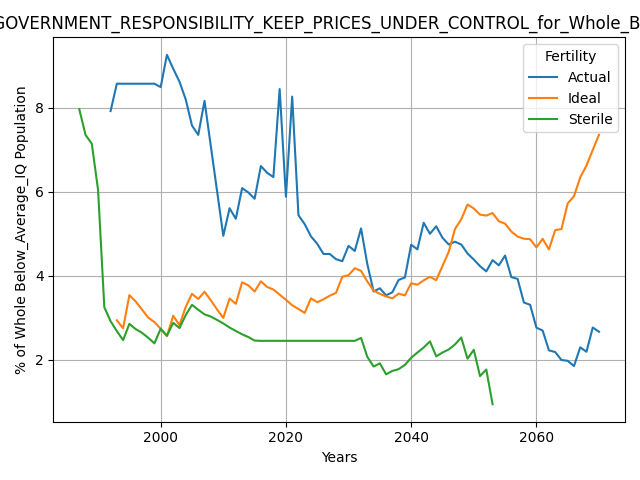 GOVERNMENT_RESPONSIBILITY_KEEP_PRICES_UNDER_CONTROL_for_Whole_B
Fertility
Actual
Ideal
Sterile
% of Whole Below_Average_IQ Population
8
6
4
2
2000 2020 2040 2060
Years